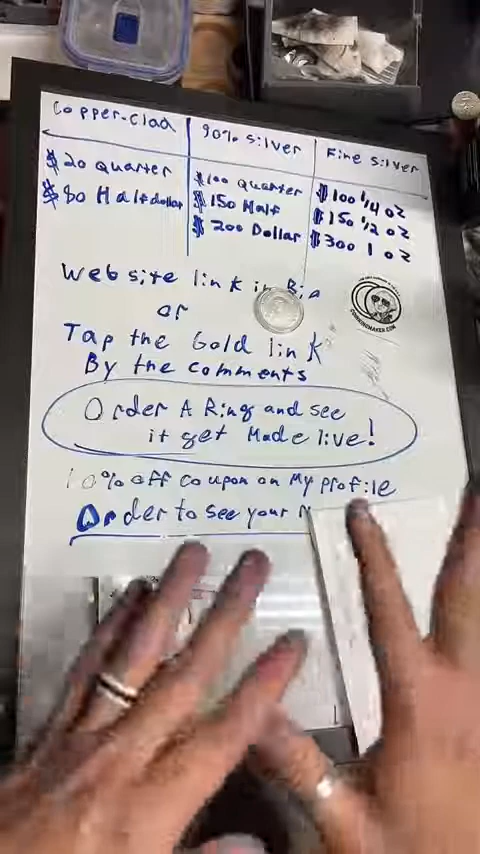 Copper-Clad 90% Silver Fine Silver
$20 Quarter $100 Quarter $100 1/4 oz
$80 Half dollar $150 Half $150 1/2 oz
$200 Dollar $300 1 oz
Website link in Bio
or
Tap the Gold link
By the comments
Order A Ring and see
it get Made live!
10% off coupon on My profile
Order to see your
COINRINGMAKER.COM